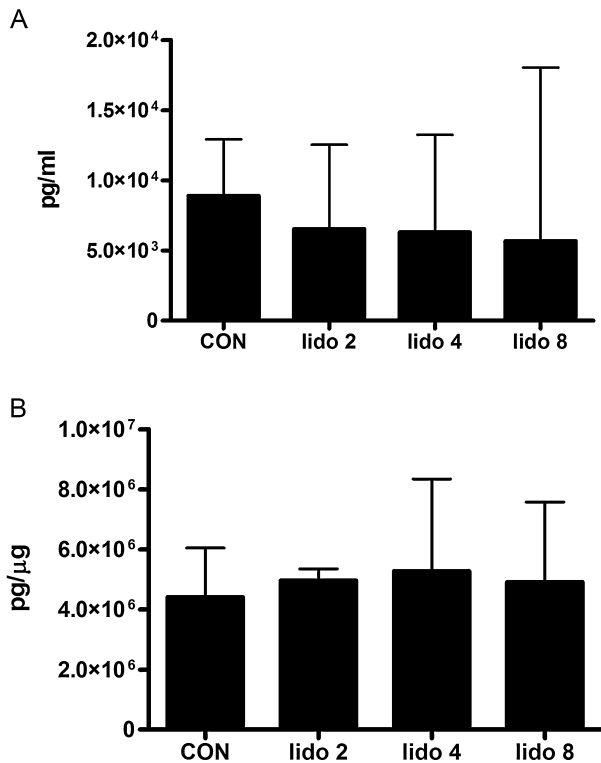 A
2.0×10⁴
1.5×10⁴
1.0×10⁴
5.0×10³
0
pg/ml
CON lido 2 lido 4 lido 8
B
1.0×10⁷
8.0×10⁶
6.0×10⁶
4.0×10⁶
2.0×10⁶
0
pg/μg
CON lido 2 lido 4 lido 8